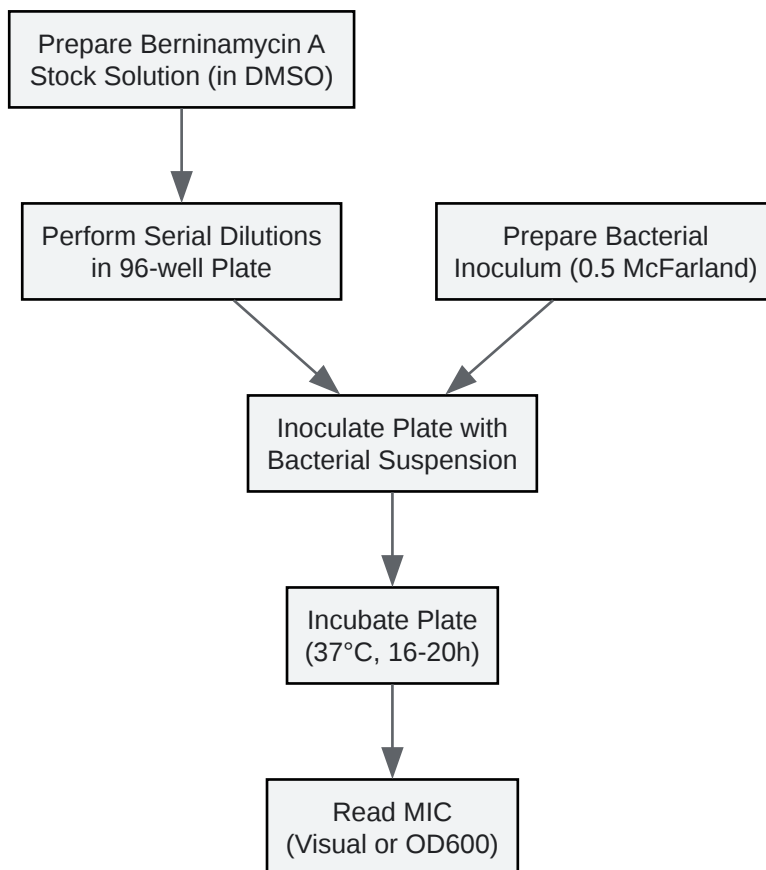 Prepare Berninamycin A
Stock Solution (in DMSO)
Perform Serial Dilutions
in 96-well Plate
Prepare Bacterial
Inoculum (0.5 McFarland)
Inoculate Plate with
Bacterial Suspension
Incubate Plate
(37°C, 16-20h)
Read MIC
(Visual or OD600)